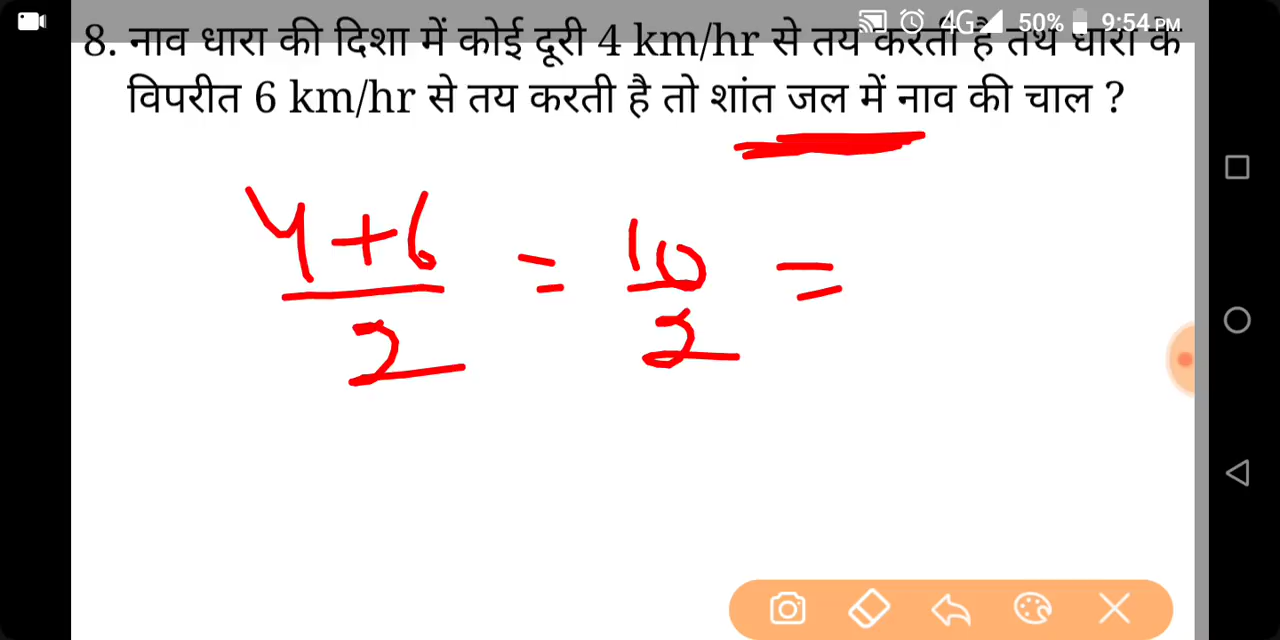 4G 50% 9:54 PM
8. नाव धारा की दिशा में कोई दूरी 4 km/hr से तय करती है तथ धारा के
विपरीत 6 km/hr से तय करती है तो शांत जल में नाव की चाल ?
4+6 = 10 =
2 2